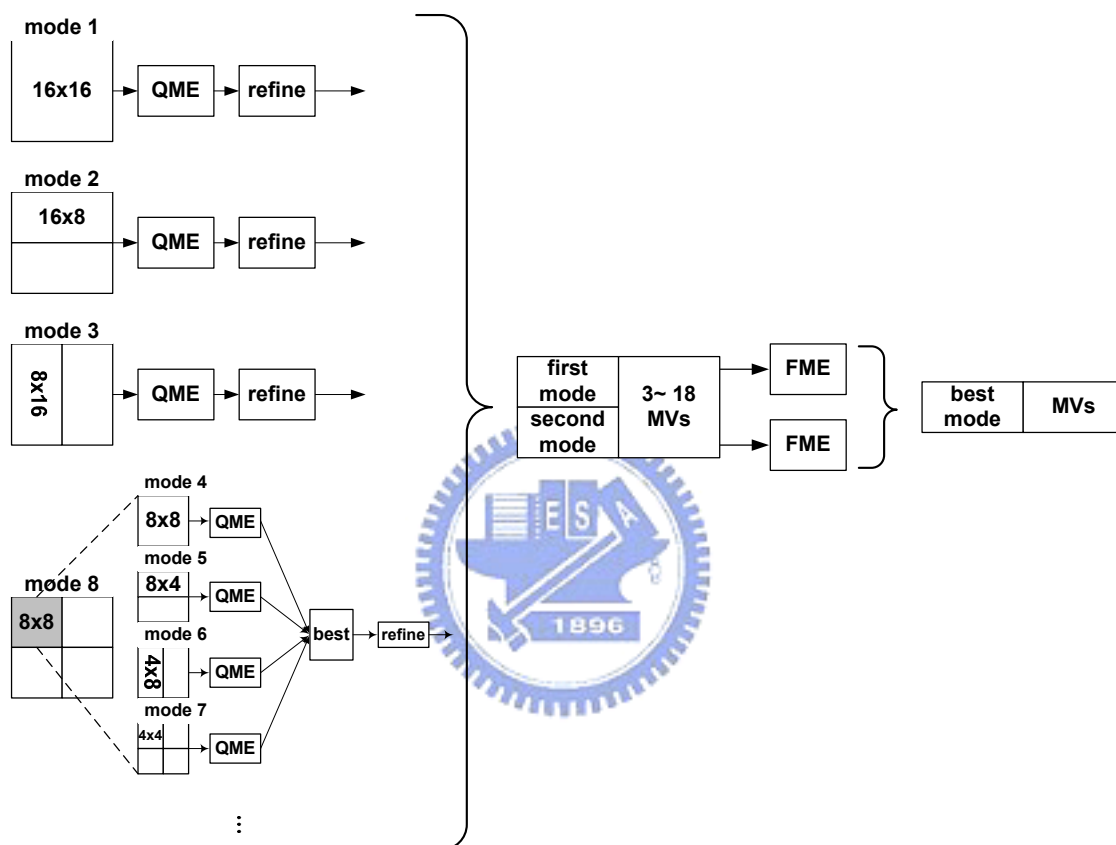 mode 1
16x16
QME
refine
mode 2
16x8
QME
refine
mode 3
8x16
QME
refine
first mode
second mode
3~ 18 MVs
FME
FME
best mode
MVs
mode 8
8x8
mode 4
8x8
QME
mode 5
8x4
QME
mode 6
4x8
QME
mode 7
4x4
QME
best
refine
...
E S A
1896